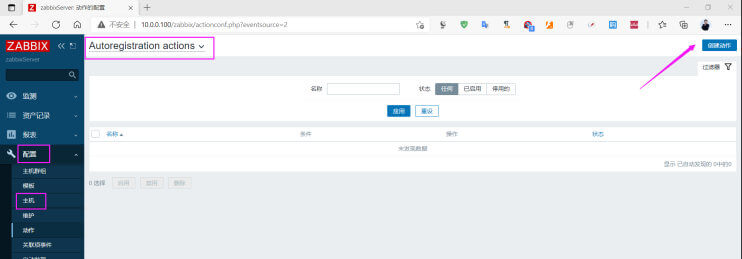 zabbixServer: 动作的配置
不安全 | 10.0.0.100/zabbix/actionconf.php?eventsource=2
ZABBIX
zabbixServer
Autoregistration actions
创建动作
过滤器
监测
资产记录
报表
配置
主机群组
模板
主机
维护
动作
关联项事件
名称
状态
任何
已启用
停用的
应用
重设
名称
条件
操作
状态
未发现数据
显示 已自动发现的 0中的0
0 选择
启用
禁用
删除